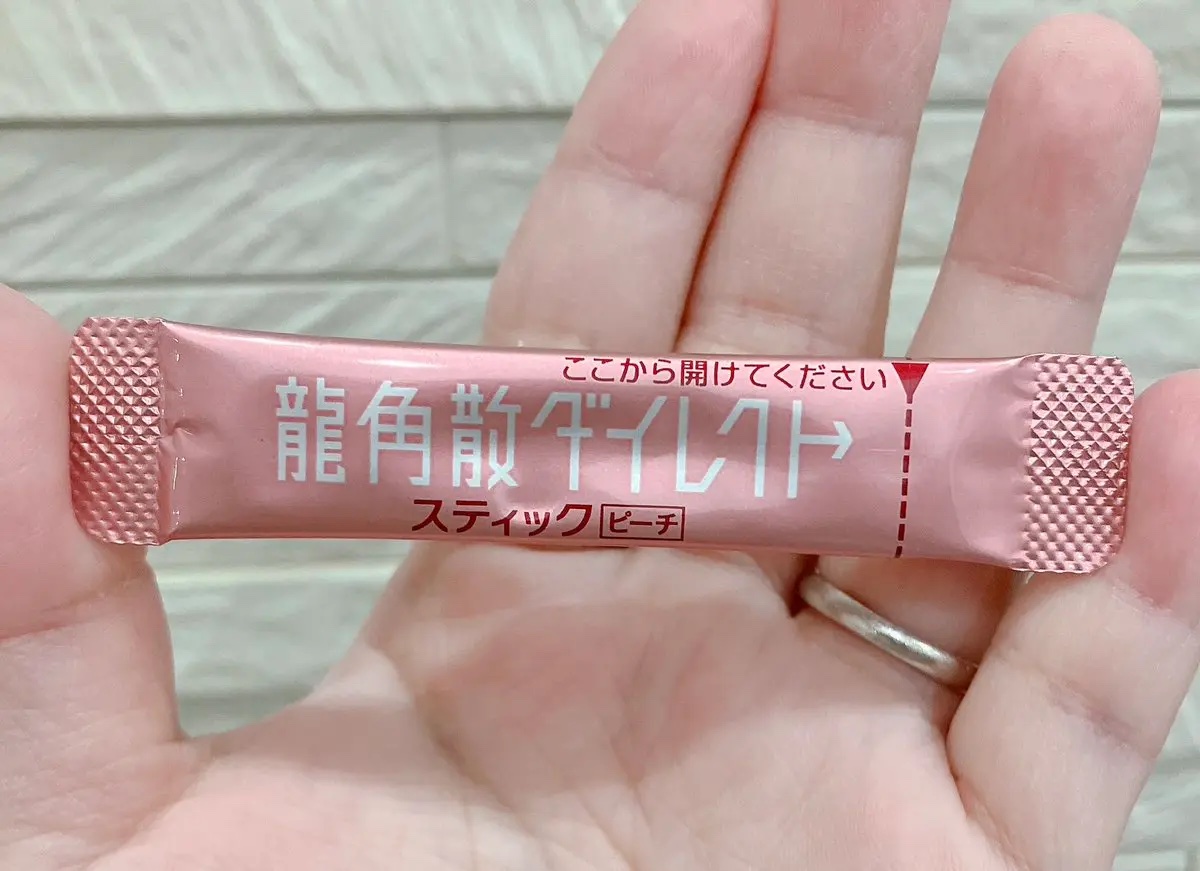 ここから開けてください
龍角散ダイレクト
スティック ピーチ